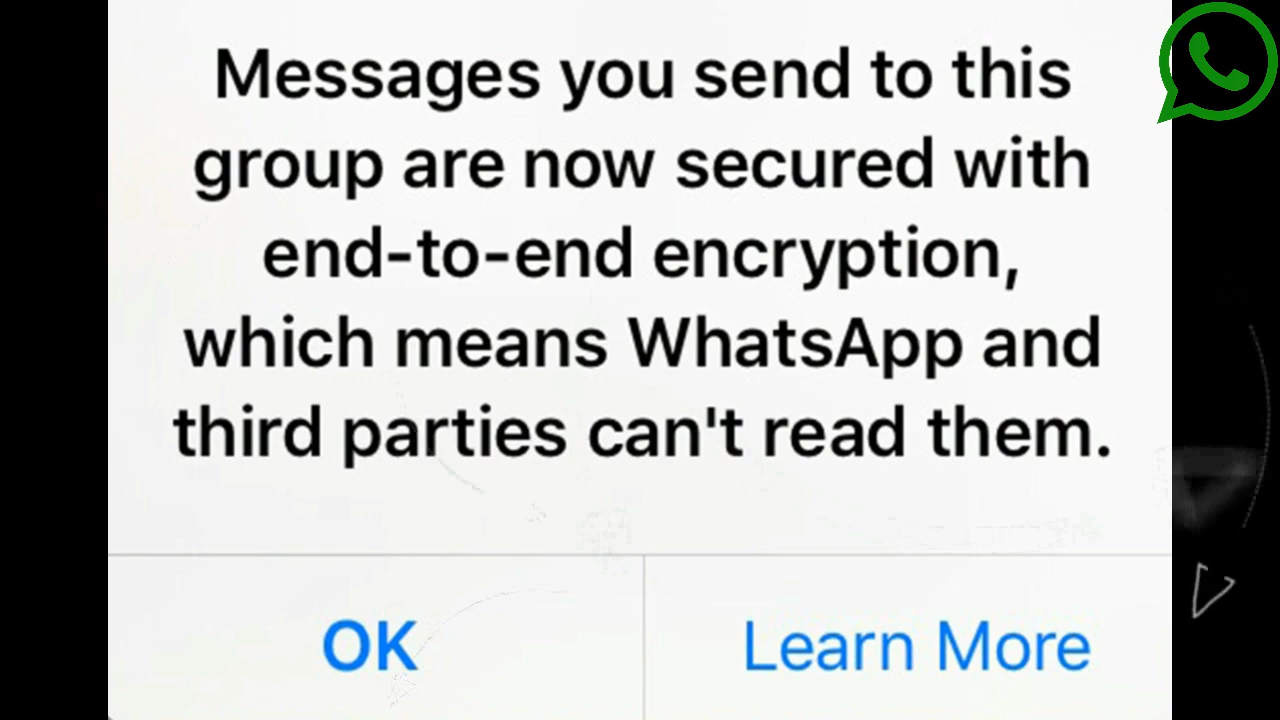 Messages you send to this
group are now secured with
end-to-end encryption,
which means WhatsApp and
third parties can't read them.
OK
Learn More